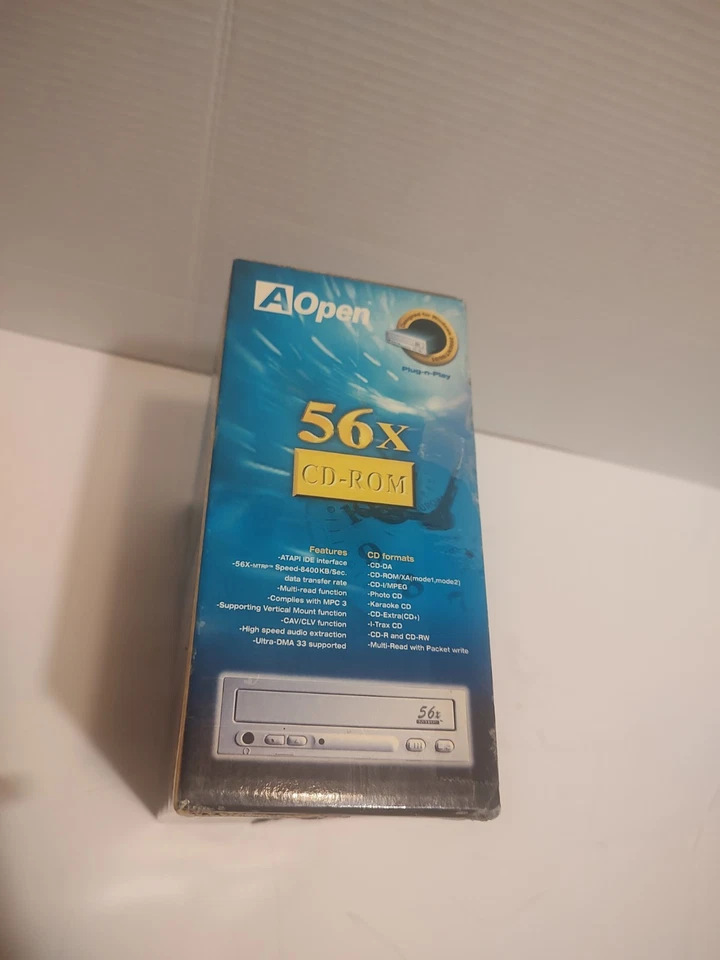 AOpen
Plug-n-Play
56x
CD-ROM
Features
-ATAPI IDE interface
-56X-MTRP™ Speed-8400KB/Sec.
data transfer rate
-Multi-read function
-Complies with MPC 3
-Supporting Vertical Mount function
-CAV/CLV function
-High speed audio extraction
-Ultra-DMA 33 supported
CD formats
-CD-DA
-CD-ROM/XA(mode1,mode2)
-CD-I/MPEG
-Photo CD
-Karaoke CD
-CD-Extra(CD+)
-I-Trax CD
-CD-R and CD-RW
-Multi-Read with Packet write
56x